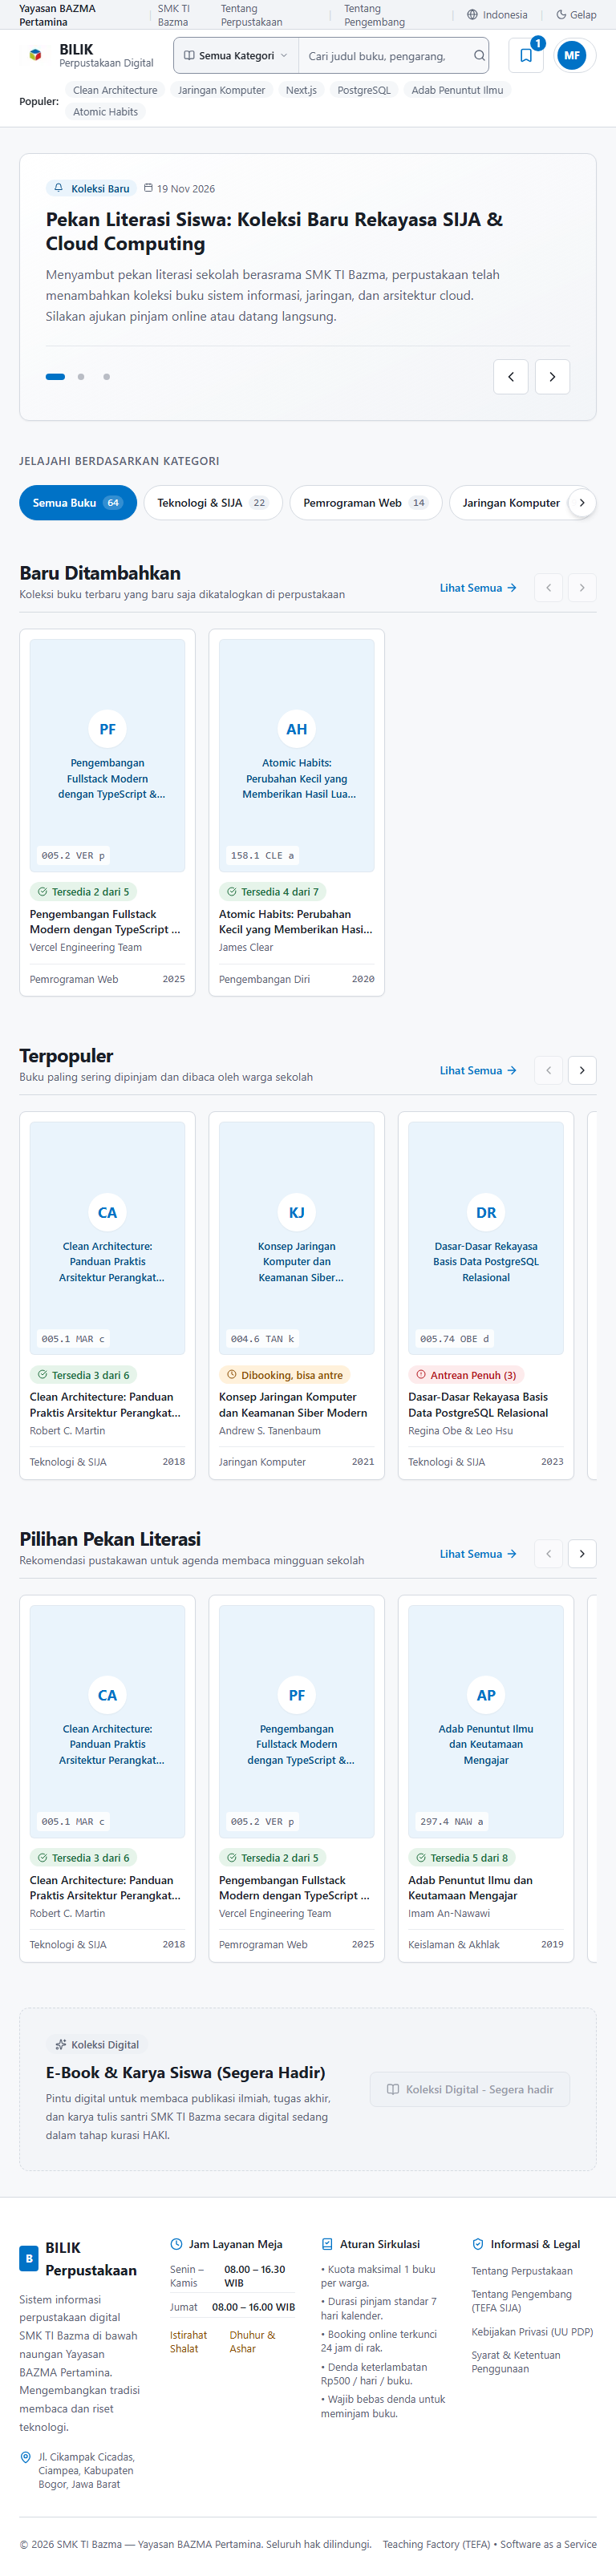 Yayasan BAZMA Pertamina
SMK TI Bazma
Tentang Perpustakaan
Tentang Pengembang
Indonesia
Gelap
BILIK
Perpustakaan Digital
Semua Kategori
Cari judul buku, pengarang,
1
MF
Populer:
Clean Architecture
Jaringan Komputer
Next.js
PostgreSQL
Adab Penuntut Ilmu
Atomic Habits
Koleksi Baru
19 Nov 2026
Pekan Literasi Siswa: Koleksi Baru Rekayasa SIJA &
Cloud Computing
Menyambut pekan literasi sekolah berasrama SMK TI Bazma, perpustakaan telah
menambahkan koleksi buku sistem informasi, jaringan, dan arsitektur cloud.
Silakan ajukan pinjam online atau datang langsung.
JELAJAHI BERDASARKAN KATEGORI
Semua Buku 64
Teknologi & SIJA 22
Pemrograman Web 14
Jaringan Komputer
Baru Ditambahkan
Koleksi buku terbaru yang baru saja dikatalogkan di perpustakaan
Lihat Semua →
PF
Pengembangan
Fullstack Modern
dengan TypeScript &...
005.2 VER p
Tersedia 2 dari 5
Pengembangan Fullstack
Modern dengan TypeScript ...
Vercel Engineering Team
Pemrograman Web 2025
AH
Atomic Habits:
Perubahan Kecil yang
Memberikan Hasil Lua...
158.1 CLE a
Tersedia 4 dari 7
Atomic Habits: Perubahan
Kecil yang Memberikan Hasi...
James Clear
Pengembangan Diri 2020
Terpopuler
Buku paling sering dipinjam dan dibaca oleh warga sekolah
Lihat Semua →
CA
Clean Architecture:
Panduan Praktis
Arsitektur Perangkat...
005.1 MAR c
Tersedia 3 dari 6
Clean Architecture: Panduan
Praktis Arsitektur Perangkat...
Robert C. Martin
Teknologi & SIJA 2018
KJ
Konsep Jaringan
Komputer dan
Keamanan Siber...
004.6 TAN k
Dibooking, bisa antre
Konsep Jaringan Komputer
dan Keamanan Siber Modern
Andrew S. Tanenbaum
Jaringan Komputer 2021
DR
Dasar-Dasar Rekayasa
Basis Data PostgreSQL
Relasional
005.74 OBE d
Antrean Penuh (3)
Dasar-Dasar Rekayasa Basis
Data PostgreSQL Relasional
Regina Obe & Leo Hsu
Teknologi & SIJA 2023
Pilihan Pekan Literasi
Rekomendasi pustakawan untuk agenda membaca mingguan sekolah
Lihat Semua →
CA
Clean Architecture:
Panduan Praktis
Arsitektur Perangkat...
005.1 MAR c
Tersedia 3 dari 6
Clean Architecture: Panduan
Praktis Arsitektur Perangkat...
Robert C. Martin
Teknologi & SIJA 2018
PF
Pengembangan
Fullstack Modern
dengan TypeScript &...
005.2 VER p
Tersedia 2 dari 5
Pengembangan Fullstack
Modern dengan TypeScript ...
Vercel Engineering Team
Pemrograman Web 2025
AP
Adab Penuntut Ilmu
dan Keutamaan
Mengajar
297.4 NAW a
Tersedia 5 dari 8
Adab Penuntut Ilmu dan
Keutamaan Mengajar
Imam An-Nawawi
Keislaman & Akhlak 2019
Koleksi Digital
E-Book & Karya Siswa (Segera Hadir)
Pintu digital untuk membaca publikasi ilmiah, tugas akhir,
dan karya tulis santri SMK TI Bazma secara digital sedang
dalam tahap kurasi HAKI.
Koleksi Digital - Segera hadir
B
BILIK
Perpustakaan
Sistem informasi
perpustakaan digital
SMK TI Bazma di bawah
naungan Yayasan
BAZMA Pertamina.
Mengembangkan tradisi
membaca dan riset
teknologi.
Jl. Cikampak Cicadas,
Ciampea, Kabupaten
Bogor, Jawa Barat
Jam Layanan Meja
Senin – Kamis 08.00 – 16.30 WIB
Jumat 08.00 – 16.00 WIB
Istirahat Shalat Dhuhur & Ashar
Aturan Sirkulasi
• Kuota maksimal 1 buku
per warga.
• Durasi pinjam standar 7
hari kalender.
• Booking online terkunci
24 jam di rak.
• Denda keterlambatan
Rp500 / hari / buku.
• Wajib bebas denda untuk
meminjam buku.
Informasi & Legal
Tentang Perpustakaan
Tentang Pengembang
(TEFA SIJA)
Kebijakan Privasi (UU PDP)
Syarat & Ketentuan
Penggunaan
© 2026 SMK TI Bazma — Yayasan BAZMA Pertamina. Seluruh hak dilindungi.
Teaching Factory (TEFA) • Software as a Service